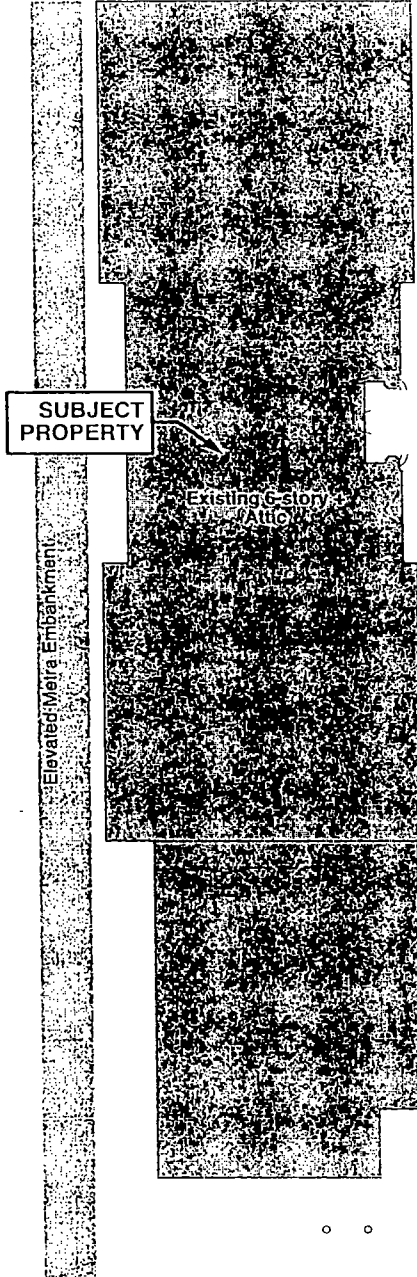 SUBJECT
PROPERTY
Existing 6-story +
Attic
Elevated Metra Embankment